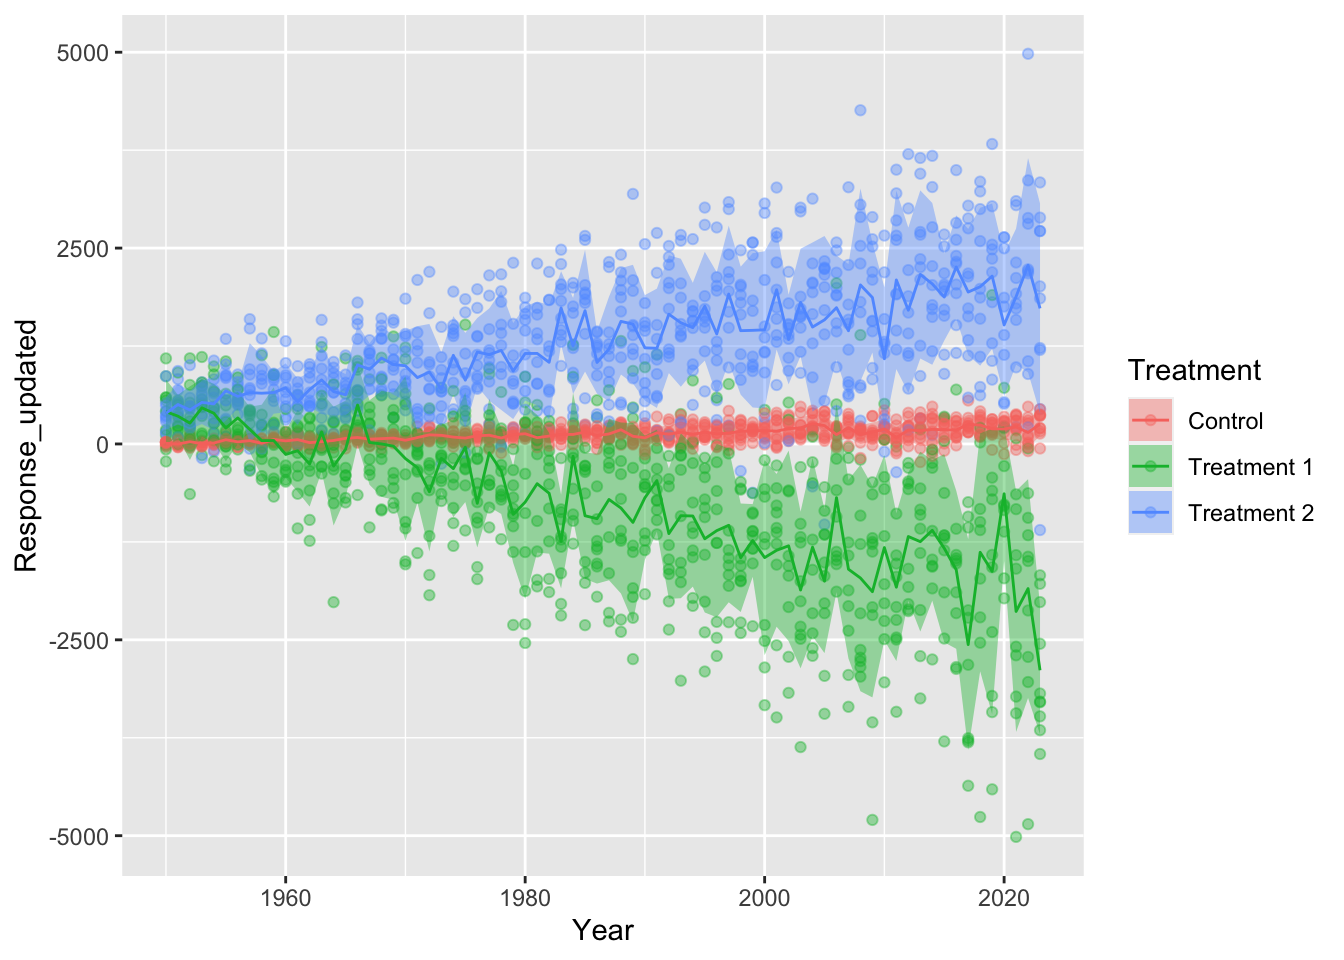 5000
2500
0
-2500
-5000
Response_updated
1960
1980
2000
2020
Year
Treatment
Control
Treatment 1
Treatment 2